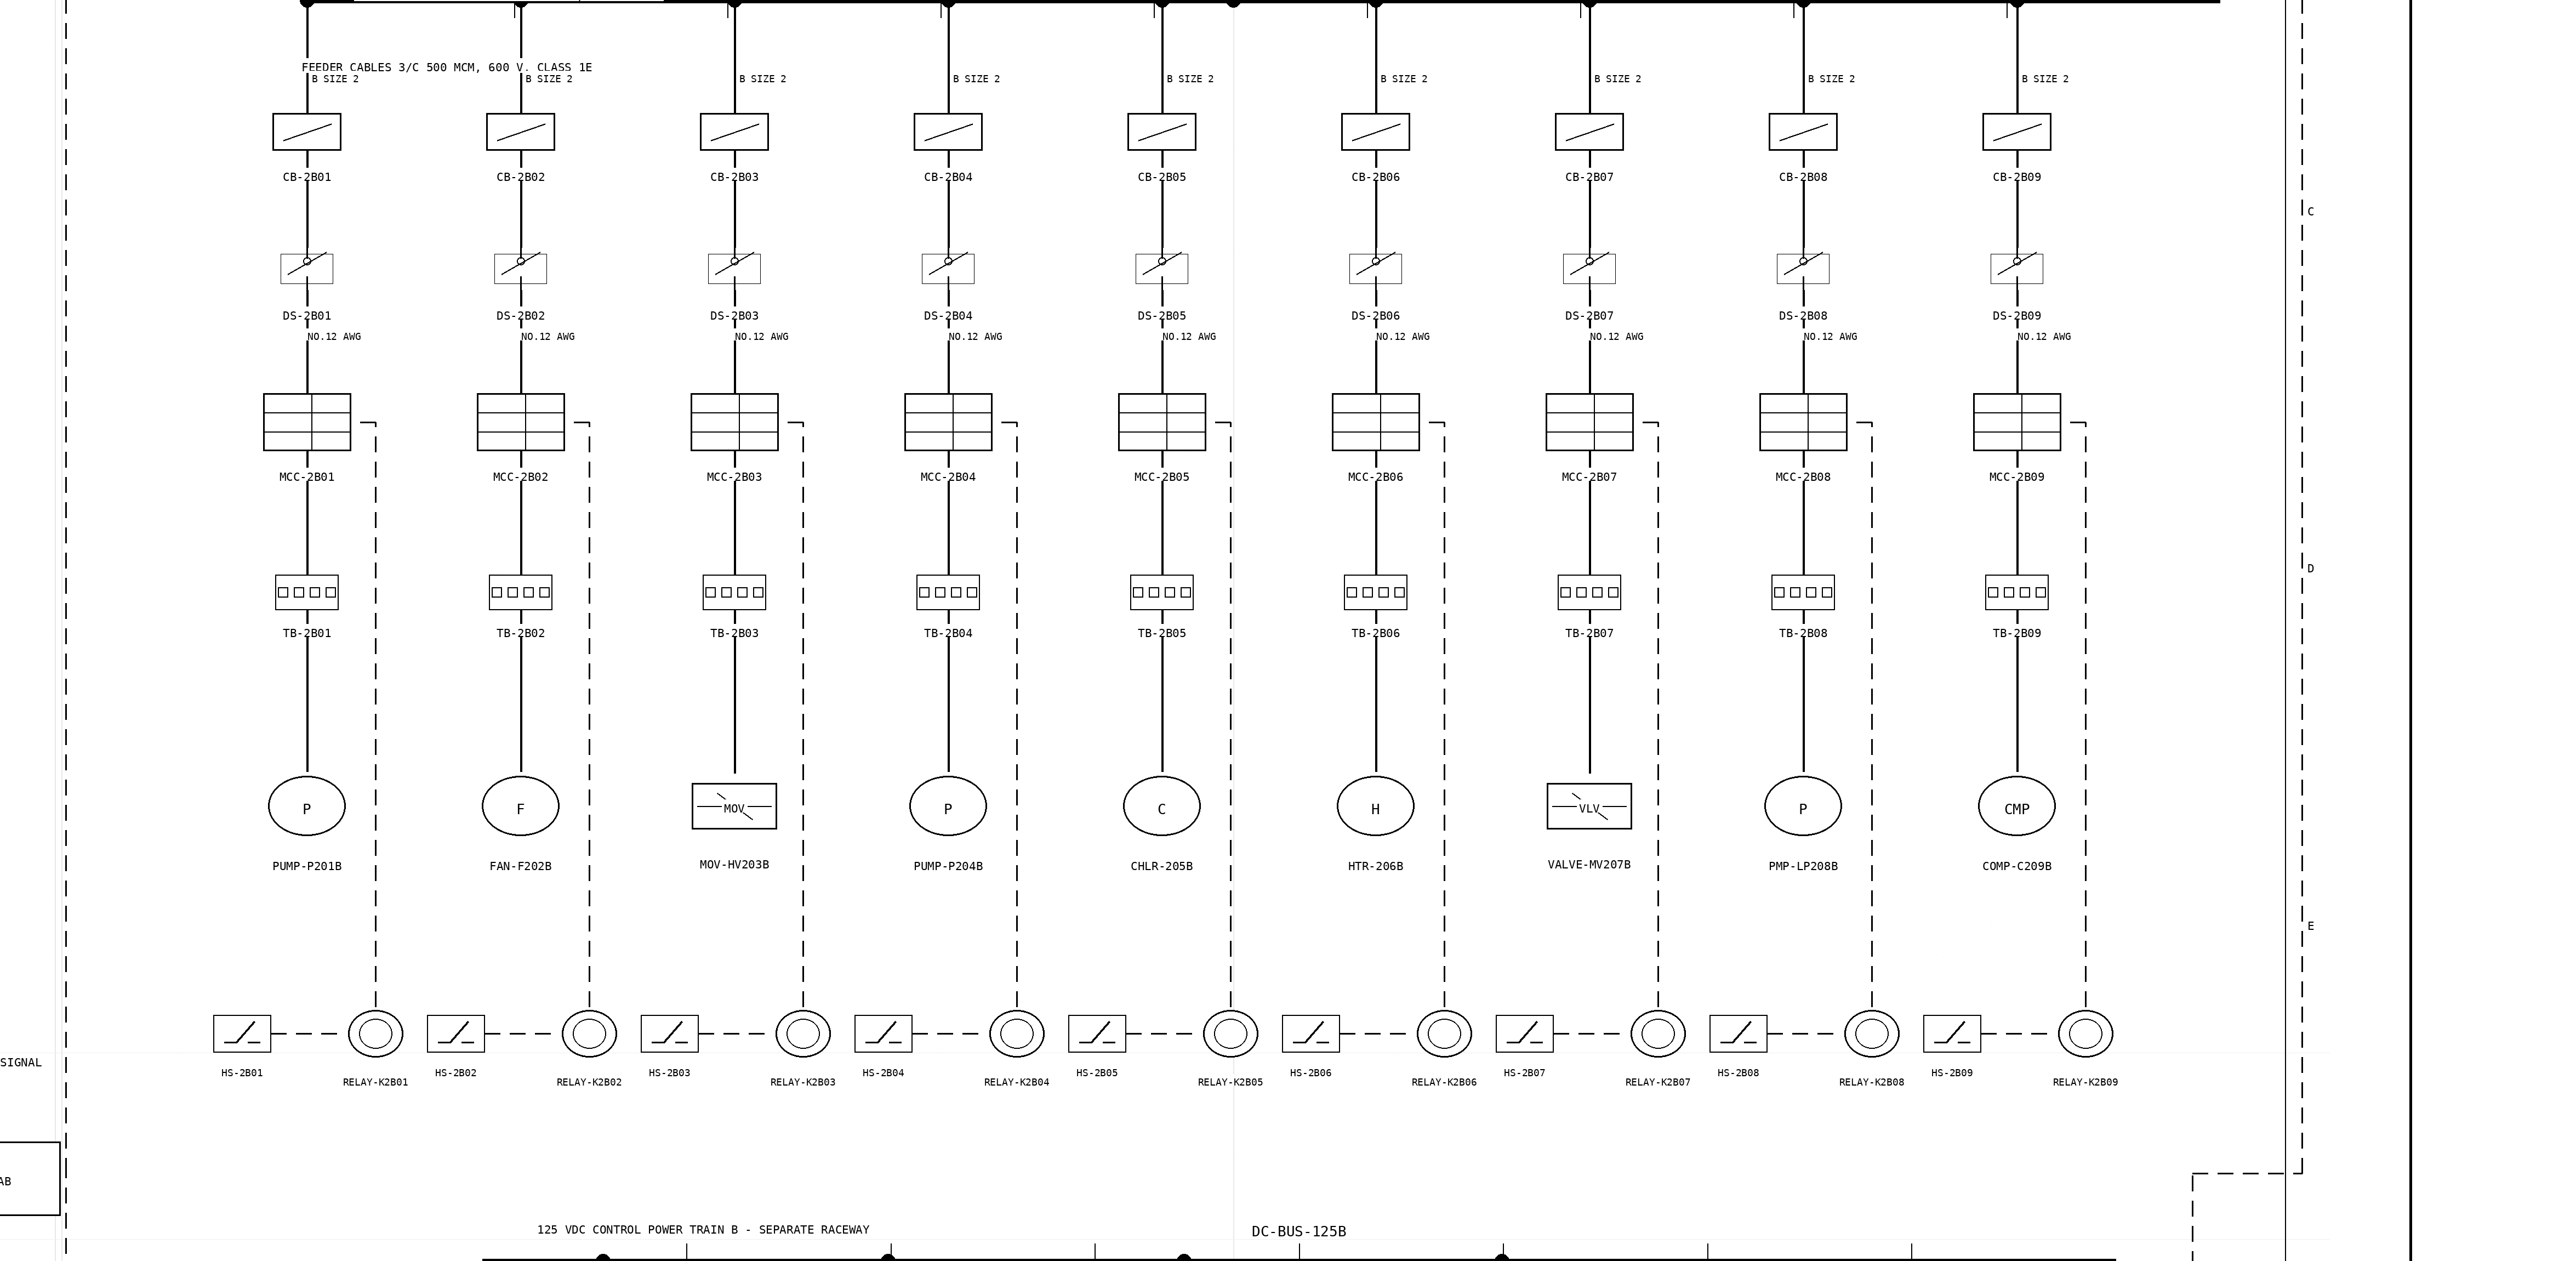 FEEDER CABLES 3/C 500 MCM, 600 V. CLASS 1E
B SIZE 2 B SIZE 2 B SIZE 2 B SIZE 2 B SIZE 2 B SIZE 2 B SIZE 2 B SIZE 2 B SIZE 2
CB-2B01 CB-2B02 CB-2B03 CB-2B04 CB-2B05 CB-2B06 CB-2B07 CB-2B08 CB-2B09
C
DS-2B01 DS-2B02 DS-2B03 DS-2B04 DS-2B05 DS-2B06 DS-2B07 DS-2B08 DS-2B09
NO.12 AWG NO.12 AWG NO.12 AWG NO.12 AWG NO.12 AWG NO.12 AWG NO.12 AWG NO.12 AWG NO.12 AWG
MCC-2B01 MCC-2B02 MCC-2B03 MCC-2B04 MCC-2B05 MCC-2B06 MCC-2B07 MCC-2B08 MCC-2B09
D
TB-2B01 TB-2B02 TB-2B03 TB-2B04 TB-2B05 TB-2B06 TB-2B07 TB-2B08 TB-2B09
P F MOV P C H VLV P CMP
PUMP-P201B FAN-F202B MOV-HV203B PUMP-P204B CHLR-205B HTR-206B VALVE-MV207B PMP-LP208B COMP-C209B
E
SIGNAL
HS-2B01 RELAY-K2B01 HS-2B02 RELAY-K2B02 HS-2B03 RELAY-K2B03 HS-2B04 RELAY-K2B04 HS-2B05 RELAY-K2B05 HS-2B06 RELAY-K2B06 HS-2B07 RELAY-K2B07 HS-2B08 RELAY-K2B08 HS-2B09 RELAY-K2B09
AB
125 VDC CONTROL POWER TRAIN B - SEPARATE RACEWAY
DC-BUS-125B